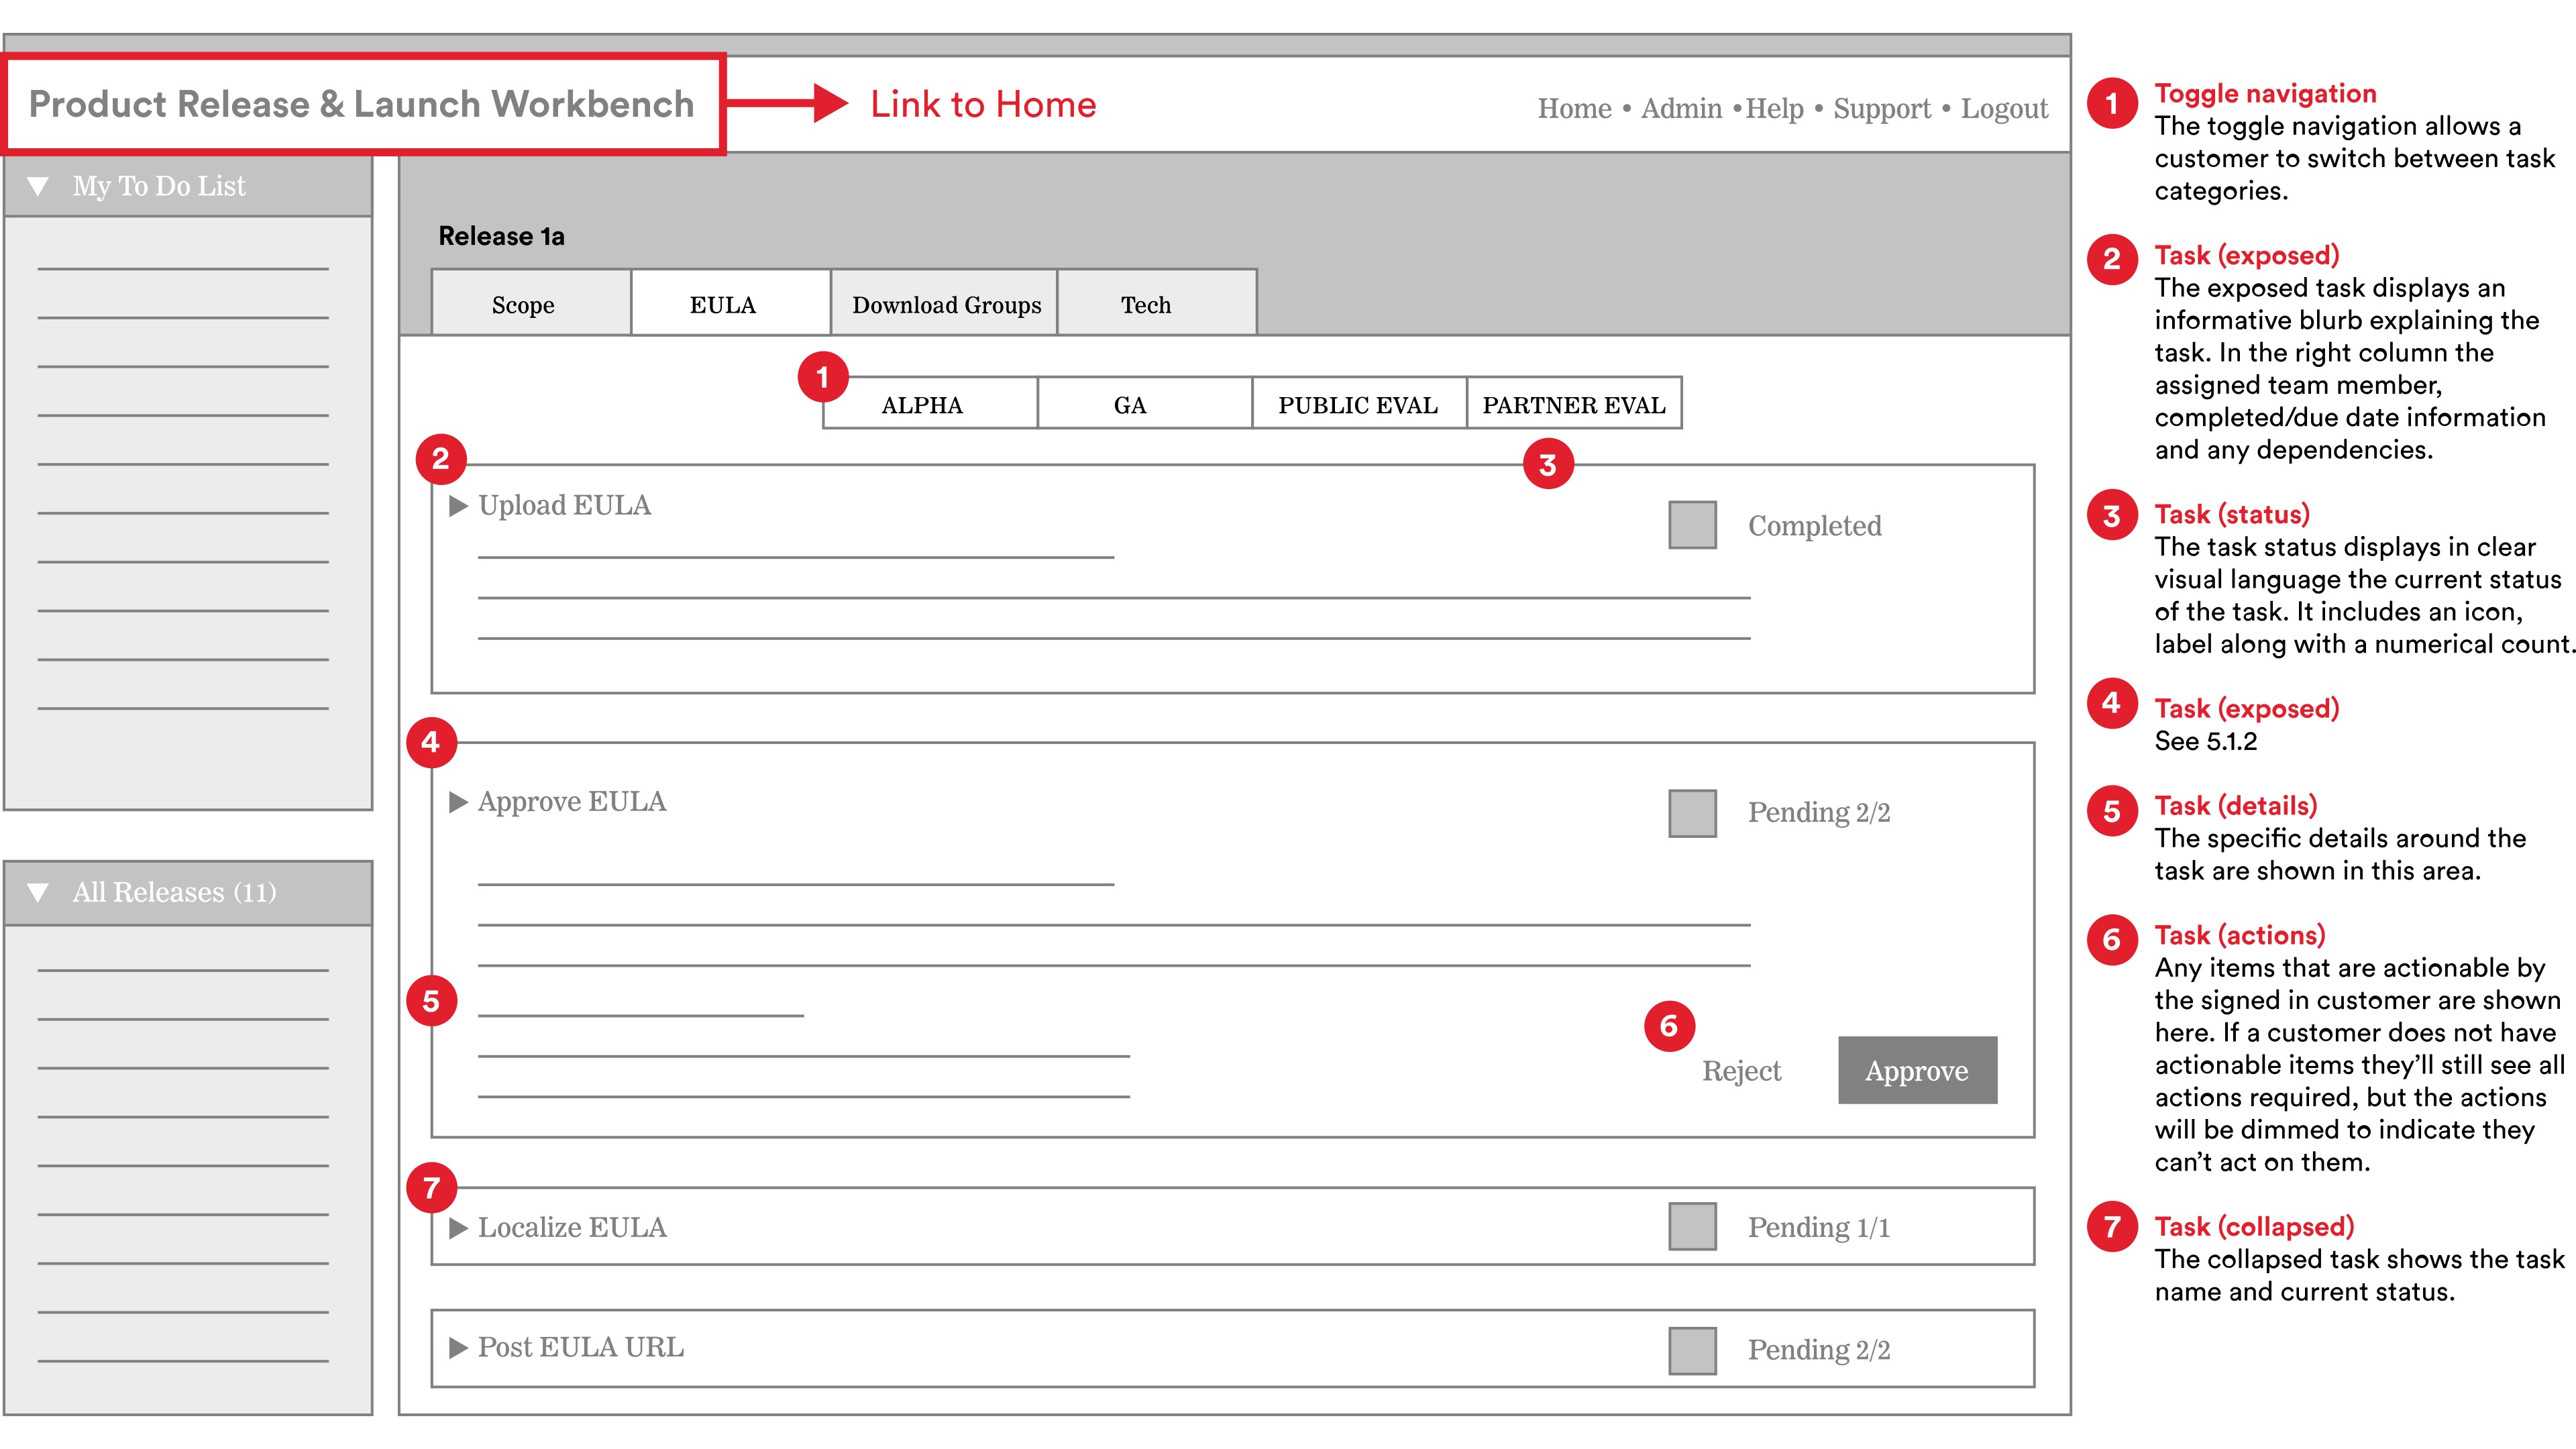 Product Release & Launch Workbench
Link to Home
Home • Admin •Help • Support • Logout
My To Do List
All Releases (11)
Release 1a
Scope
EULA
Download Groups
Tech
1
ALPHA
GA
PUBLIC EVAL
PARTNER EVAL
2
3
Upload EULA
Completed
4
Approve EULA
Pending 2/2
5
6
Reject
Approve
7
Localize EULA
Pending 1/1
Post EULA URL
Pending 2/2
1
Toggle navigation
The toggle navigation allows a
customer to switch between task
categories.
2
Task (exposed)
The exposed task displays an
informative blurb explaining the
task. In the right column the
assigned team member,
completed/due date information
and any dependencies.
3
Task (status)
The task status displays in clear
visual language the current status
of the task. It includes an icon,
label along with a numerical count.
4
Task (exposed)
See 5.1.2
5
Task (details)
The specific details around the
task are shown in this area.
6
Task (actions)
Any items that are actionable by
the signed in customer are shown
here. If a customer does not have
actionable items they’ll still see all
actions required, but the actions
will be dimmed to indicate they
can’t act on them.
7
Task (collapsed)
The collapsed task shows the task
name and current status.